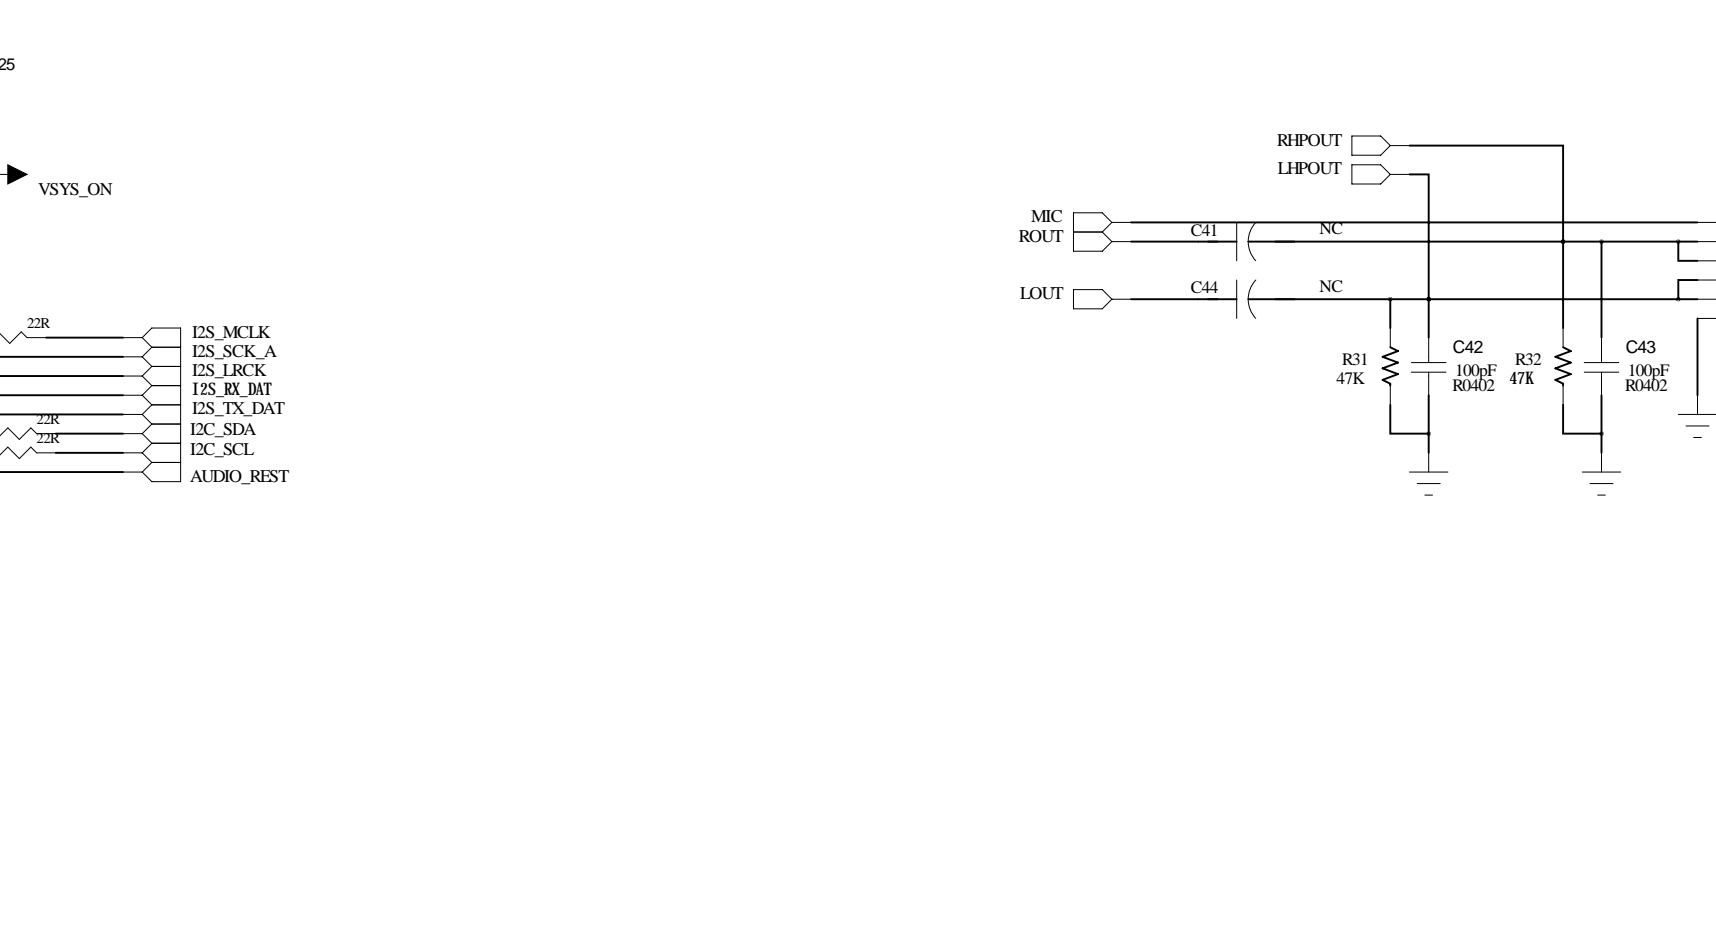 25
VSYS_ON
22R
I2S_MCLK
I2S_SCK_A
I2S_LRCK
I2S_RX_DAT
I2S_TX_DAT
22R
I2C_SDA
22R
I2C_SCL
AUDIO_REST
RHPOUT
LHPOUT
MIC
ROUT
C41
NC
LOUT
C44
NC
R31
47K
C42
100pF
R0402
R32
47K
C43
100pF
R0402